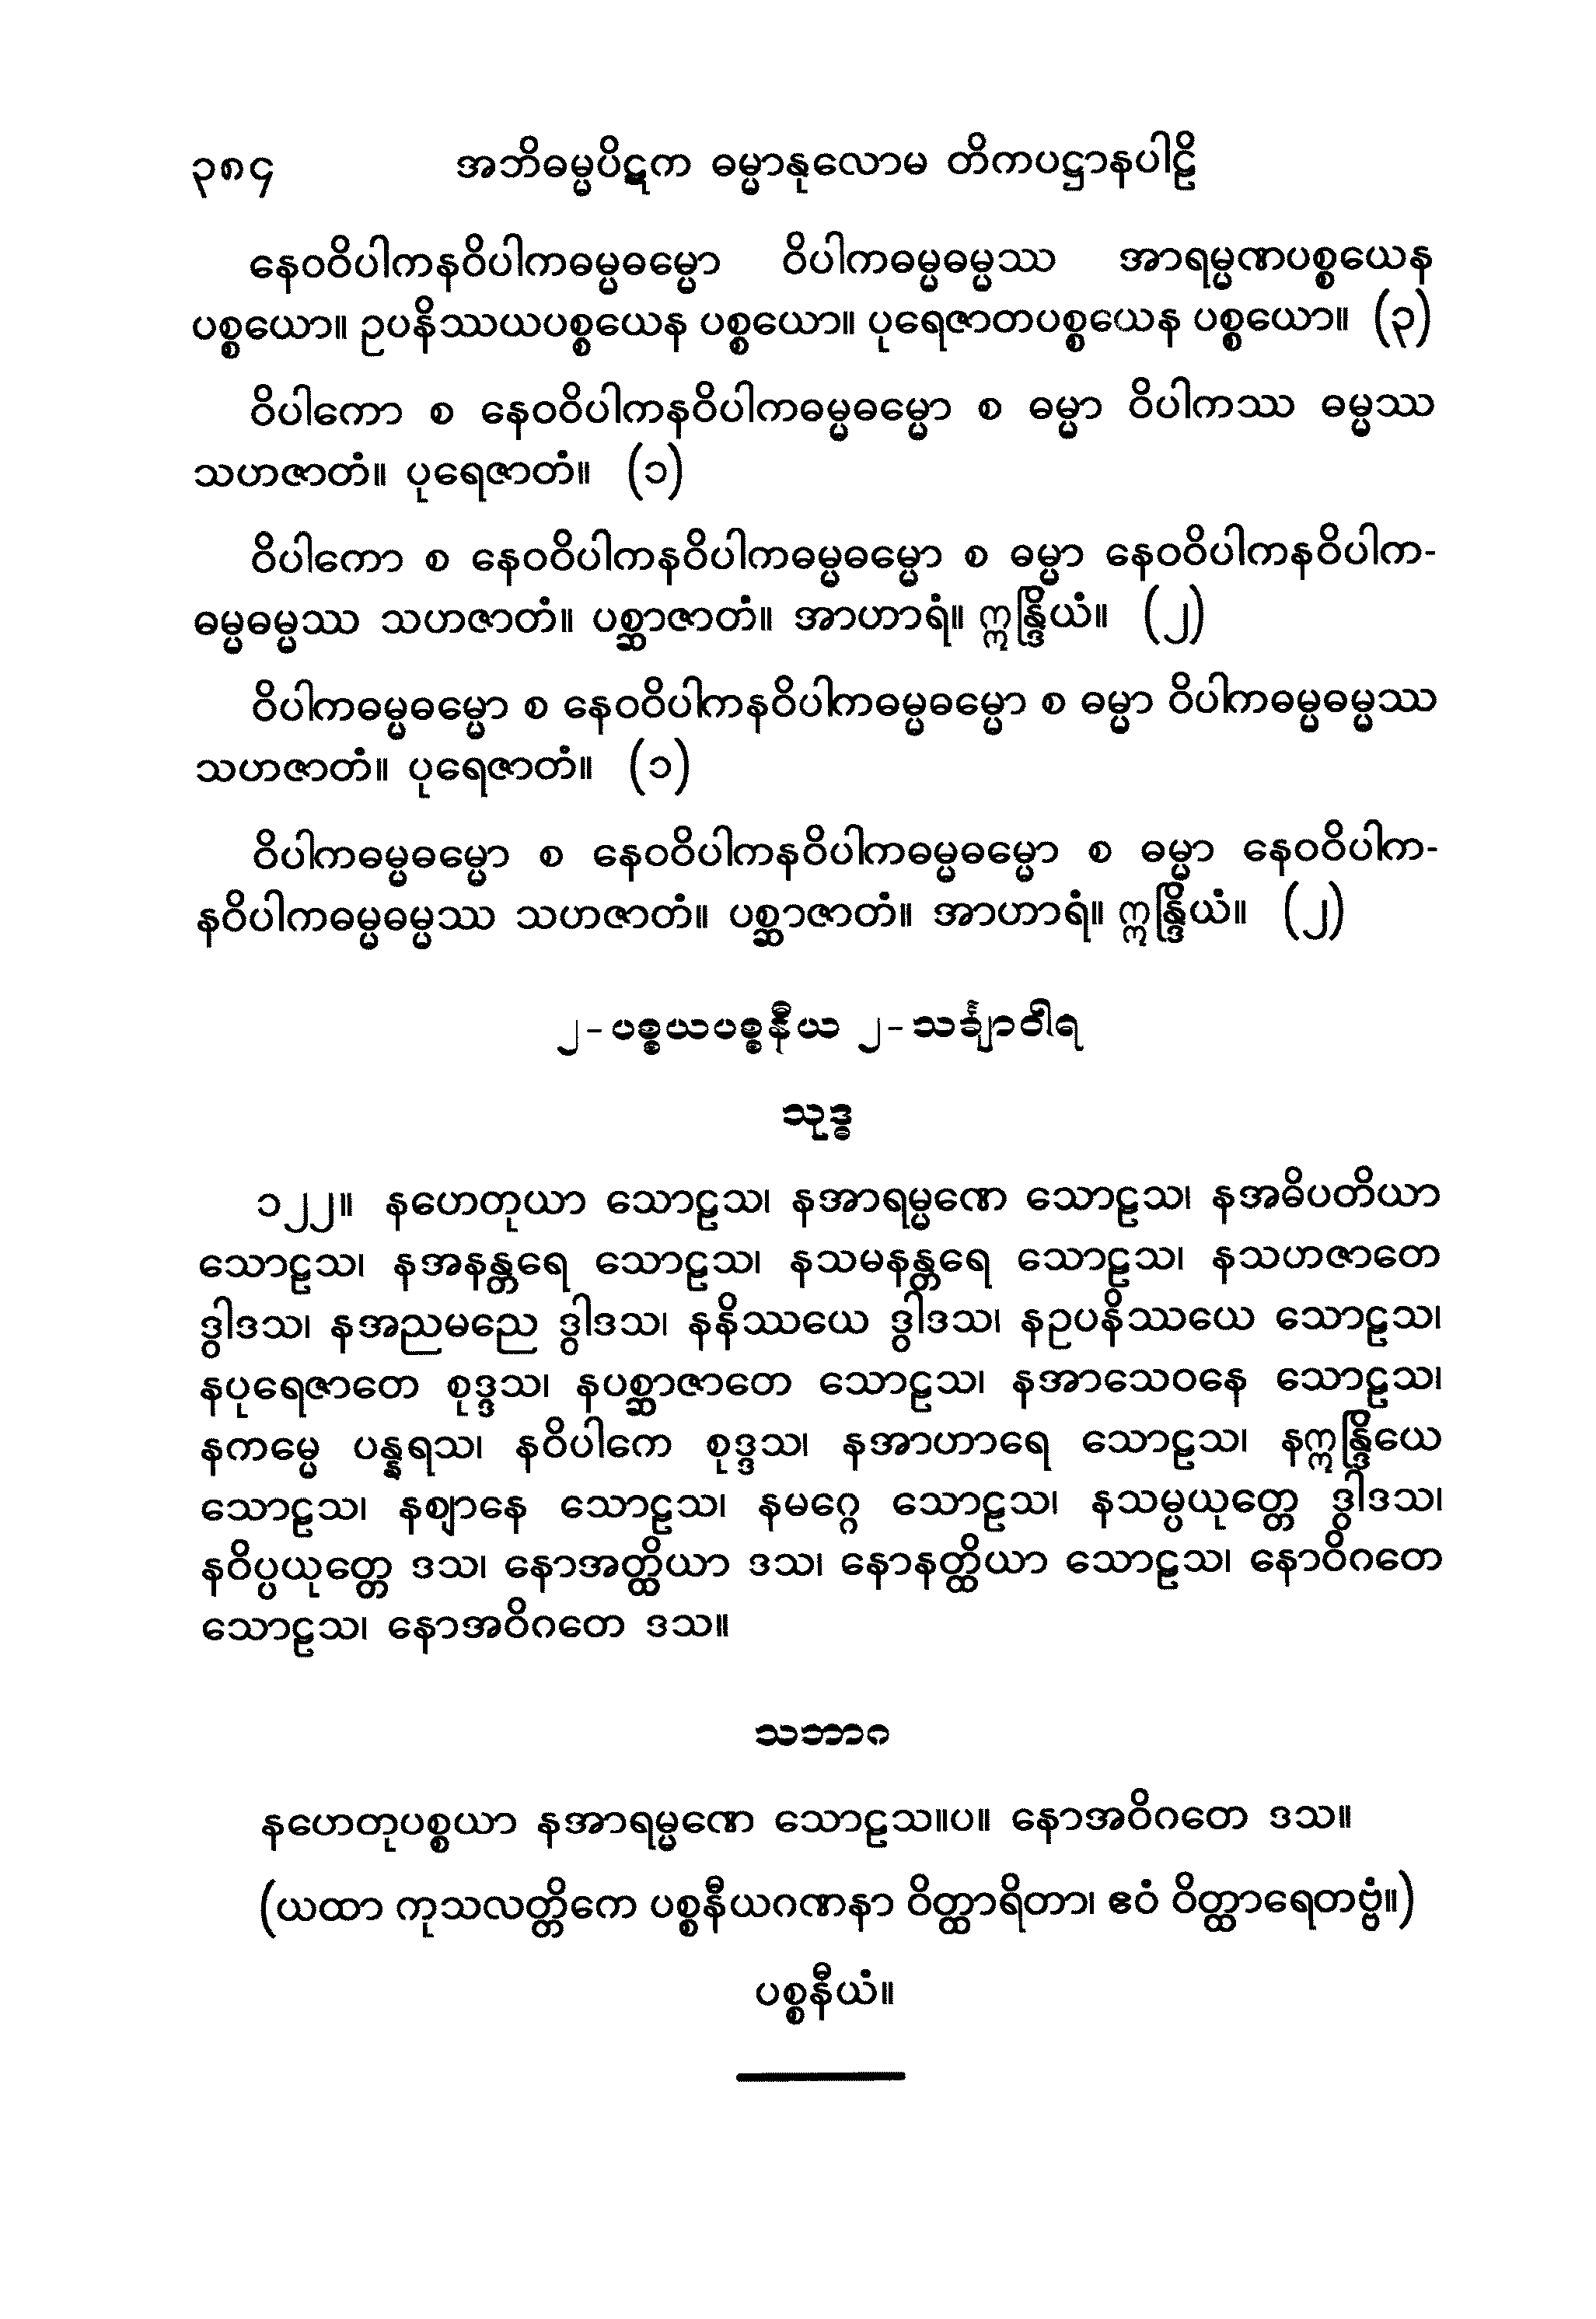 ၃၈၄ အဘိဓမ္မပိဋက ဓမ္မာနုလောမ တိကပဋ္ဌာနပါဠိ
နေဝဝိပါကနဝိပါကဓမ္မဓမ္မော ဝိပါကဓမ္မဓမ္မဿ အာရမ္မဏပစ္စယေန
ပစ္စယော။ ဥပနိဿယပစ္စယေန ပစ္စယော။ ပုရေဇာတပစ္စယေန ပစ္စယော။ (၃)
ဝိပါကော စ နေဝဝိပါကနဝိပါကဓမ္မဓမ္မော စ ဓမ္မာ ဝိပါကဿ ဓမ္မဿ
သဟဇာတံ။ ပုရေဇာတံ။ (၁)
ဝိပါကော စ နေဝဝိပါကနဝိပါကဓမ္မဓမ္မော စ ဓမ္မာ နေဝဝိပါကနဝိပါက-
ဓမ္မဓမ္မဿ သဟဇာတံ။ ပစ္ဆာဇာတံ။ အာဟာရံ။ ဣန္ဒြိယံ။ (၂)
ဝိပါကဓမ္မဓမ္မော စ နေဝဝိပါကနဝိပါကဓမ္မဓမ္မော စ ဓမ္မာ ဝိပါကဓမ္မဓမ္မဿ
သဟဇာတံ။ ပုရေဇာတံ။ (၁)
ဝိပါကဓမ္မဓမ္မော စ နေဝဝိပါကနဝိပါကဓမ္မဓမ္မော စ ဓမ္မာ နေဝဝိပါက-
နဝိပါကဓမ္မဓမ္မဿ သဟဇာတံ။ ပစ္ဆာဇာတံ။ အာဟာရံ။ ဣန္ဒြိယံ။ (၂)
၂-ပစ္စယပစ္စနီယ ၂-သင်္ချာဝါရ
သုဒ္ဓ
၁၂၂။ နဟေတုယာ သောဠသ၊ နအာရမ္မဏေ သောဠသ၊ နအဓိပတိယာ
သောဠသ၊ နအနန္တရေ သောဠသ၊ နသမနန္တရေ သောဠသ၊ နသဟဇာတေ
ဒွါဒသ၊ နအညမညေ ဒွါဒသ၊ နနိဿယေ ဒွါဒသ၊ နဥပနိဿယေ သောဠသ၊
နပုရေဇာတေ စုဒ္ဒသ၊ နပစ္ဆာဇာတေ သောဠသ၊ နအာသေဝနေ သောဠသ၊
နကမ္မေ ပန္နရသ၊ နဝိပါကေ စုဒ္ဒသ၊ နအာဟာရေ သောဠသ၊ နဣန္ဒြိယေ
သောဠသ၊ နဈာနေ သောဠသ၊ နမဂ္ဂေ သောဠသ၊ နသမ္ပယုတ္တေ ဒွါဒသ၊
နဝိပ္ပယုတ္တေ ဒသ၊ နောအတ္ထိယာ ဒသ၊ နောနတ္ထိယာ သောဠသ၊ နောဝိဂတေ
သောဠသ၊ နောအဝိဂတေ ဒသ။
သဘာဂ
နဟေတုပစ္စယာ နအာရမ္မဏေ သောဠသ။ပ။ နောအဝိဂတေ ဒသ။
(ယထာ ကုသလတ္တိကေ ပစ္စနီယဂဏနာ ဝိတ္ထာရိတာ၊ ဧဝံ ဝိတ္ထာရေတဗ္ဗံ။)
ပစ္စနီယံ။